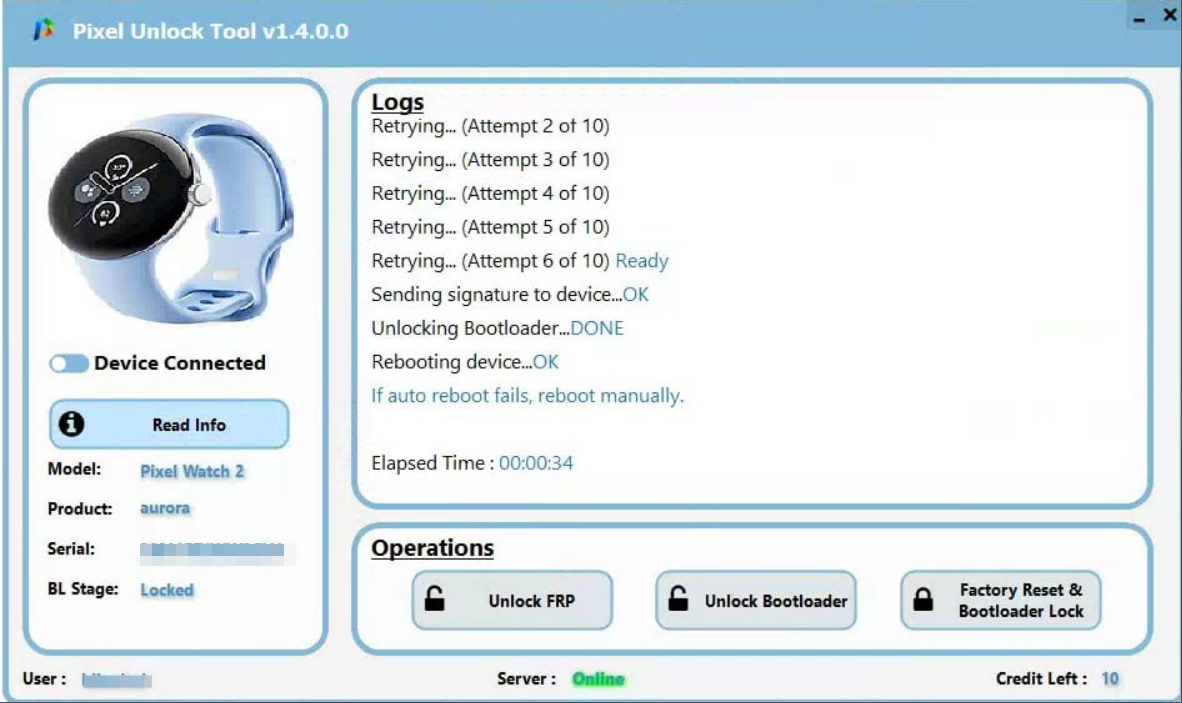 Pixel Unlock Tool v1.4.0.0
Device Connected
Read Info
Model: Pixel Watch 2
Product: aurora
Serial:
BL Stage: Locked
Logs
Retrying... (Attempt 2 of 10)
Retrying... (Attempt 3 of 10)
Retrying... (Attempt 4 of 10)
Retrying... (Attempt 5 of 10)
Retrying... (Attempt 6 of 10) Ready
Sending signature to device...OK
Unlocking Bootloader...DONE
Rebooting device...OK
If auto reboot fails, reboot manually.
Elapsed Time : 00:00:34
Operations
Unlock FRP
Unlock Bootloader
Factory Reset &
Bootloader Lock
User :
Server : Online
Credit Left : 10